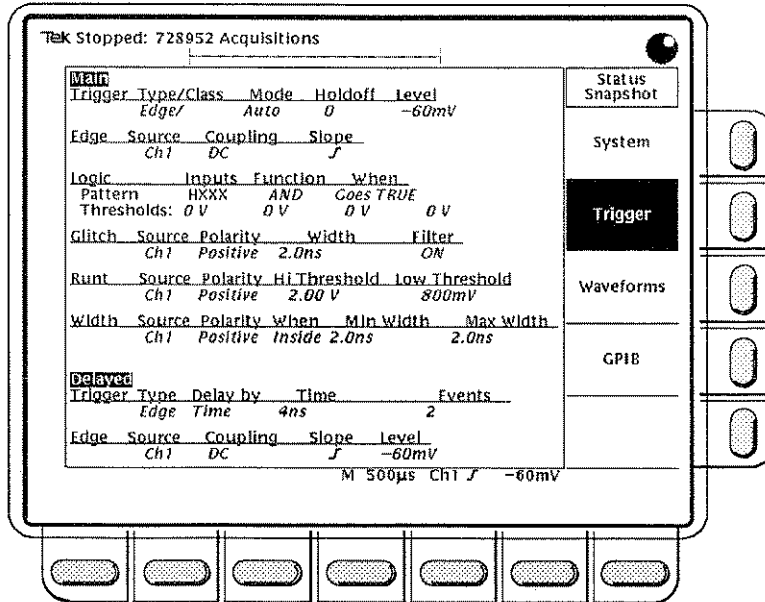 Tek Stopped: 728952 Acquisitions
Main
Trigger Type/Class Mode Holdoff Level
Edge/ Auto 0 -60mV
Edge Source Coupling Slope
Ch1 DC ƒ
Logic Inputs Function When
Pattern HXXX AND Goes TRUE
Thresholds: 0 V 0 V 0 V 0 V
Glitch Source Polarity Width Filter
Ch1 Positive 2.0ns ON
Runt Source Polarity Hi Threshold Low Threshold
Ch1 Positive 2.00 V 800mV
Width Source Polarity When Min Width Max Width
Ch1 Positive Inside 2.0ns 2.0ns
Delayed
Trigger Type Delay by Time Events
Edge Time 4ns 2
Edge Source Coupling Slope Level
Ch1 DC ƒ -60mV
M 500µs Ch1 ƒ -60mV
Status
Snapshot
System
Trigger
Waveforms
GPIB